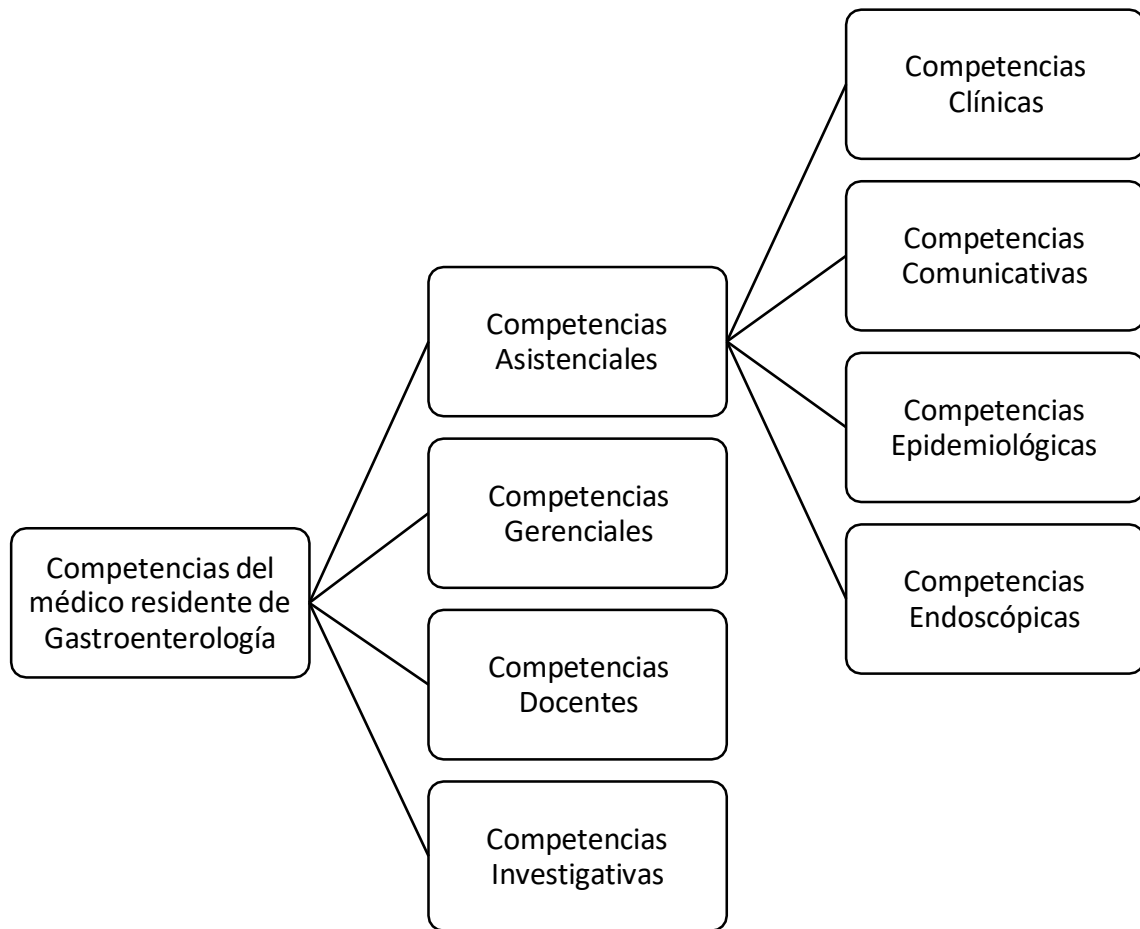 Competencias del
médico residente de
Gastroenterología
Competencias
Asistenciales
Competencias
Gerenciales
Competencias
Docentes
Competencias
Investigativas
Competencias
Clínicas
Competencias
Comunicativas
Competencias
Epidemiológicas
Competencias
Endoscópicas